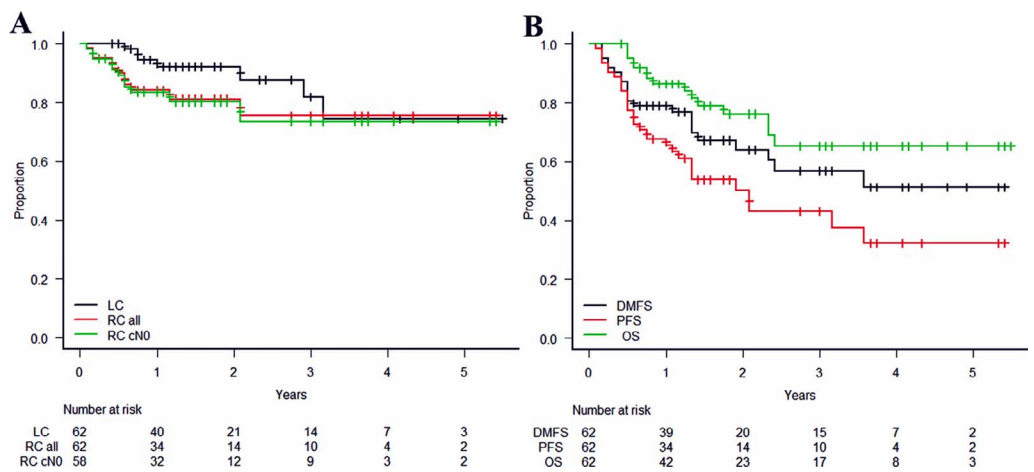 A
1.0
0.8
0.6
0.4
0.2
0.0
Proportion
LC
RC all
RC cN0
0 1 2 3 4 5
Years
Number at risk
LC 62 40 21 14 7 3
RC all 62 34 14 10 4 2
RC cN0 58 32 12 9 3 2
B
1.0
0.8
0.6
0.4
0.2
0.0
Proportion
DMFS
PFS
OS
0 1 2 3 4 5
Years
Number at risk
DMFS 62 39 20 15 7 2
PFS 62 34 14 10 4 2
OS 62 42 23 17 8 3